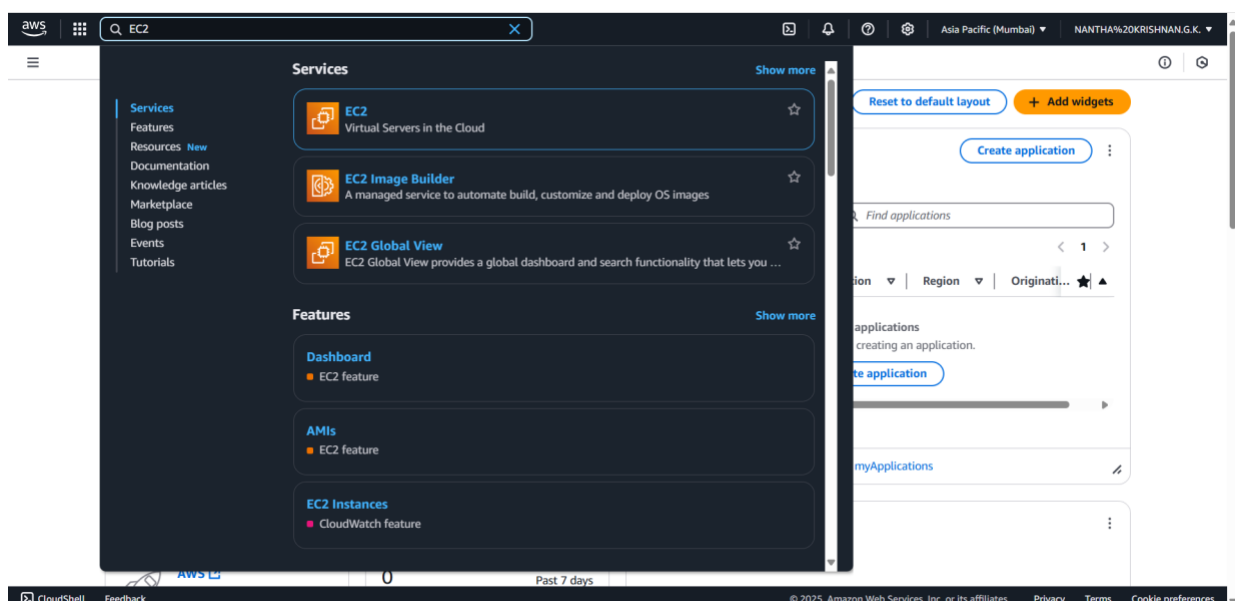 aws
EC2
Asia Pacific (Mumbai) ▼
NANTHA%20KRISHNAN.G.K. ▼
Services
Features
Resources New
Documentation
Knowledge articles
Marketplace
Blog posts
Events
Tutorials
Services
Show more
EC2
Virtual Servers in the Cloud
EC2 Image Builder
A managed service to automate build, customize and deploy OS images
EC2 Global View
EC2 Global View provides a global dashboard and search functionality that lets you ...
Features
Show more
Dashboard
EC2 feature
AMIs
EC2 feature
EC2 Instances
CloudWatch feature
Reset to default layout
+ Add widgets
Create application
Find applications
1
tion
Region
Originati...
applications
creating an application.
te application
myApplications
AWS
0
Past 7 days
CloudShell
Feedback
© 2025, Amazon Web Services, Inc. or its affiliates.
Privacy
Terms
Cookie preferences